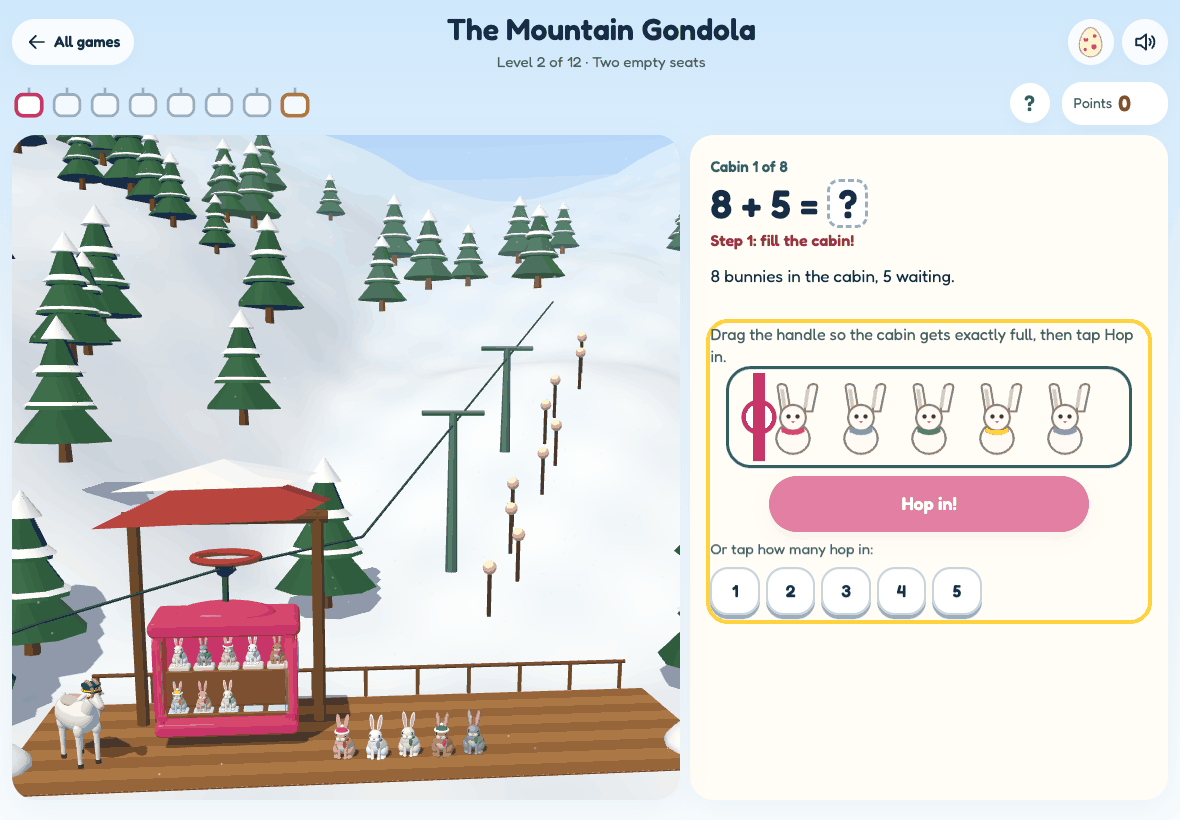 All games
The Mountain Gondola
Level 2 of 12 · Two empty seats
?
Points 0
Cabin 1 of 8
8 + 5 = ?
Step 1: fill the cabin!
8 bunnies in the cabin, 5 waiting.
Drag the handle so the cabin gets exactly full, then tap Hop
in.
Hop in!
Or tap how many hop in:
1 2 3 4 5